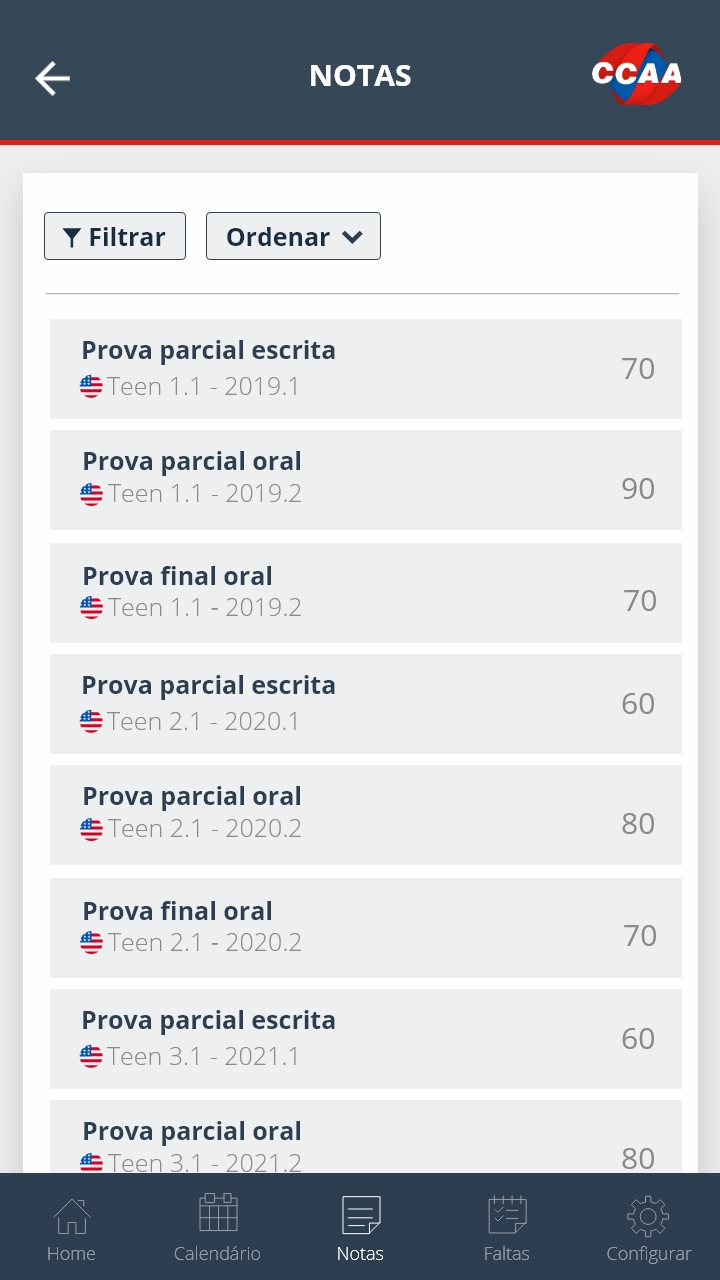 NOTAS
CCAA
Filtrar
Ordenar
Prova parcial escrita
Teen 1.1 - 2019.1
70
Prova parcial oral
Teen 1.1 - 2019.2
90
Prova final oral
Teen 1.1 - 2019.2
70
Prova parcial escrita
Teen 2.1 - 2020.1
60
Prova parcial oral
Teen 2.1 - 2020.2
80
Prova final oral
Teen 2.1 - 2020.2
70
Prova parcial escrita
Teen 3.1 - 2021.1
60
Prova parcial oral
Teen 3.1 - 2021.2
80
Home
Calendário
Notas
Faltas
Configurar